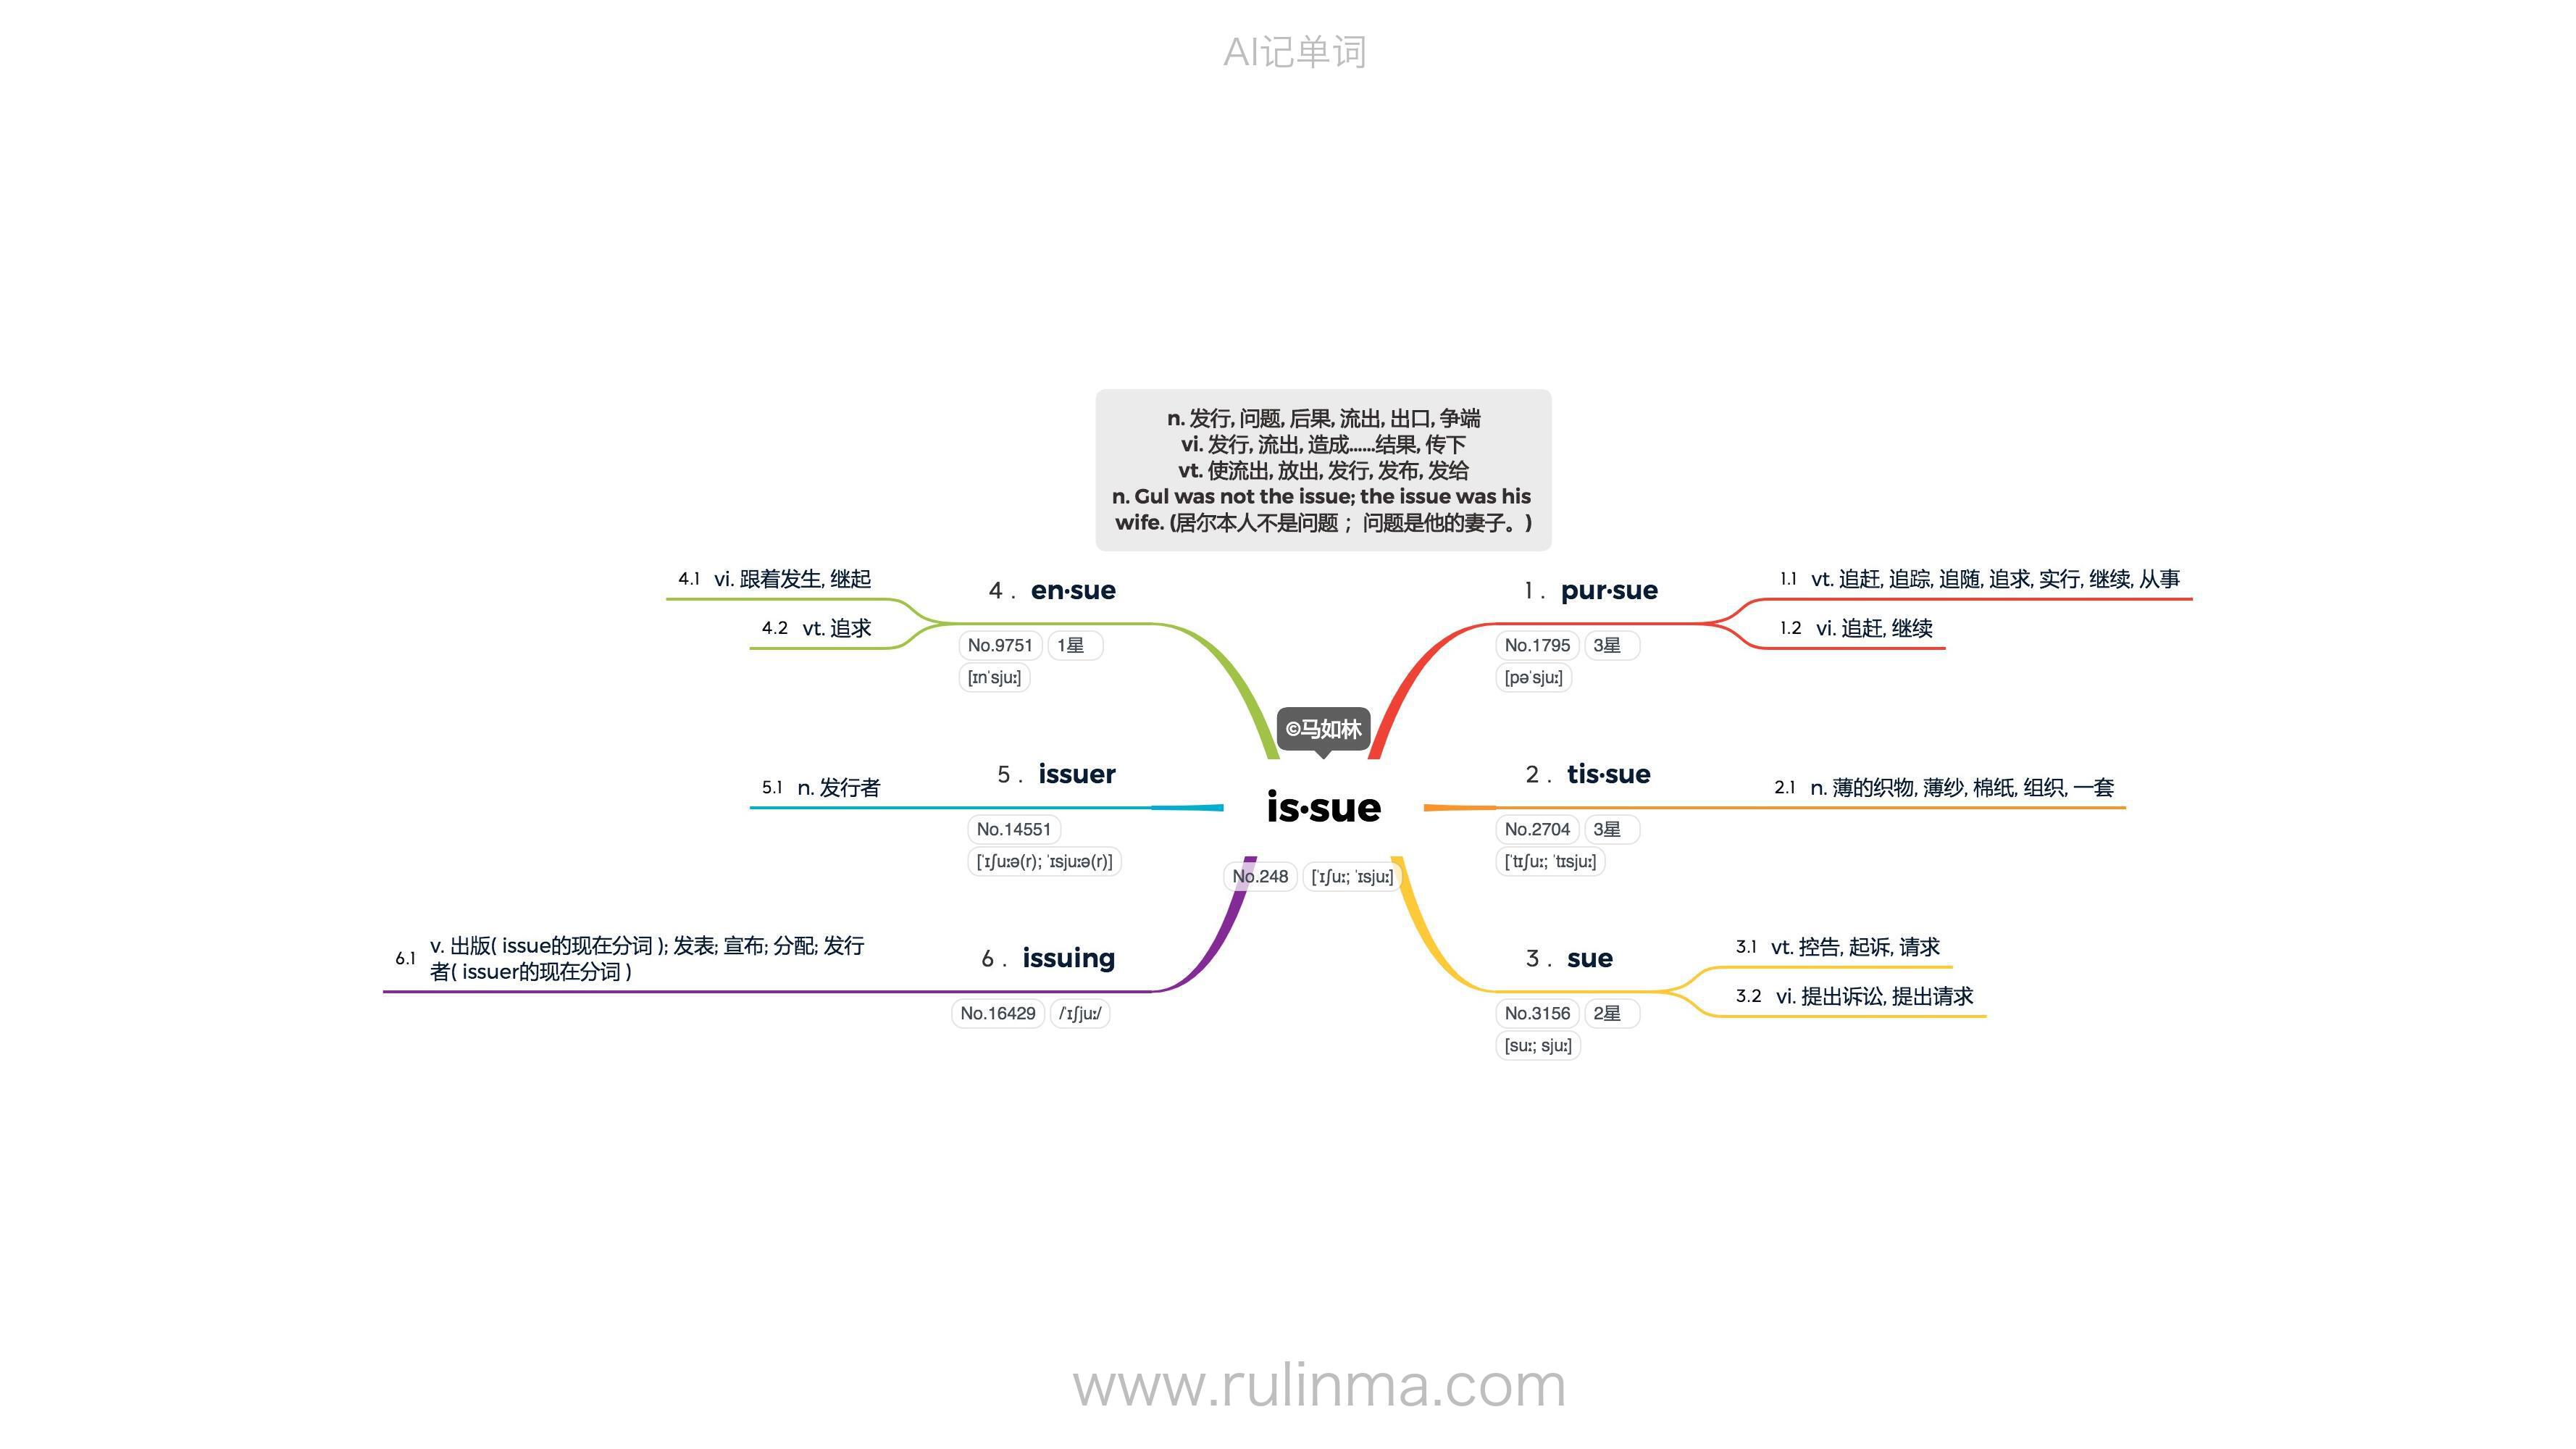 AI记单词
n. 发行, 问题, 后果, 流出, 出口, 争端
vi. 发行, 流出, 造成……结果, 传下
vt. 使流出, 放出, 发行, 发布, 发给
n. Gul was not the issue; the issue was his
wife. (居尔本人不是问题； 问题是他的妻子。)
©马如林
is·sue
No.248 [ˈɪʃuː; ˈɪsjuː]
1 . pur·sue
No.1795 3星
[pəˈsjuː]
1.1 vt. 追赶, 追踪, 追随, 追求, 实行, 继续, 从事
1.2 vi. 追赶, 继续
2 . tis·sue
No.2704 3星
[ˈtɪʃuː; ˈtɪsjuː]
2.1 n. 薄的织物, 薄纱, 棉纸, 组织, 一套
3 . sue
No.3156 2星
[suː; sjuː]
3.1 vt. 控告, 起诉, 请求
3.2 vi. 提出诉讼, 提出请求
4 . en·sue
No.9751 1星
[ɪnˈsjuː]
4.1 vi. 跟着发生, 继起
4.2 vt. 追求
5 . issuer
No.14551
[ˈɪʃuːə(r); ˈɪsjuːə(r)]
5.1 n. 发行者
6 . issuing
No.16429 /ˈɪʃjuː/
6.1 v. 出版( issue的现在分词 ); 发表; 宣布; 分配; 发行
者( issuer的现在分词 )
www.rulinma.com